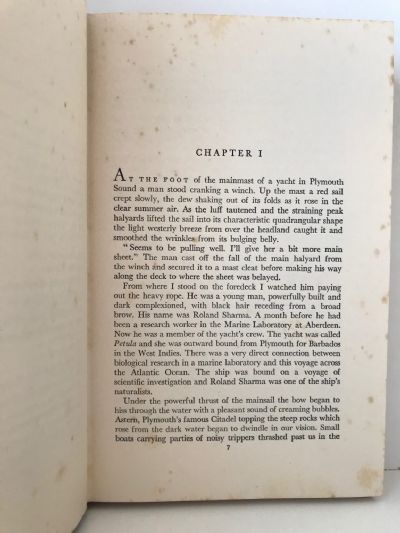 CHAPTER I
AT THE FOOT of the mainmast of a yacht in Plymouth
Sound a man stood cranking a winch. Up the mast a red sail
crept slowly, the dew shaking out of its folds as it rose in the
clear summer air. As the luff tautened and the straining peak
halyards lifted the sail into its characteristic quadrangular shape
the light westerly breeze from over the headland caught it and
smoothed the wrinkles from its bulging belly.
"Seems to be pulling well. I'll give her a bit more main
sheet." The man cast off the fall of the main halyard from
the winch and secured it to a mast cleat before making his way
along the deck to where the sheet was belayed.
From where I stood on the foredeck I watched him paying
out the heavy rope. He was a young man, powerfully built and
dark complexioned, with black hair receding from a broad
brow. His name was Roland Sharma. A month before he had
been a research worker in the Marine Laboratory at Aberdeen.
Now he was a member of the yacht's crew. The yacht was called
Petula and she was outward bound from Plymouth for Barbados
in the West Indies. There was a very direct connection between
biological research in a marine laboratory and this voyage across
the Atlantic Ocean. The ship was bound on a voyage of
scientific investigation and Roland Sharma was one of the ship's
naturalists.
Under the powerful thrust of the mainsail the bow began to
hiss through the water with a pleasant sound of creaming bubbles.
Astern, Plymouth's famous Citadel topping the steep rocks which
rose from the dark water began to dwindle in our vision. Small
boats carrying parties of noisy trippers thrashed past us in the
7